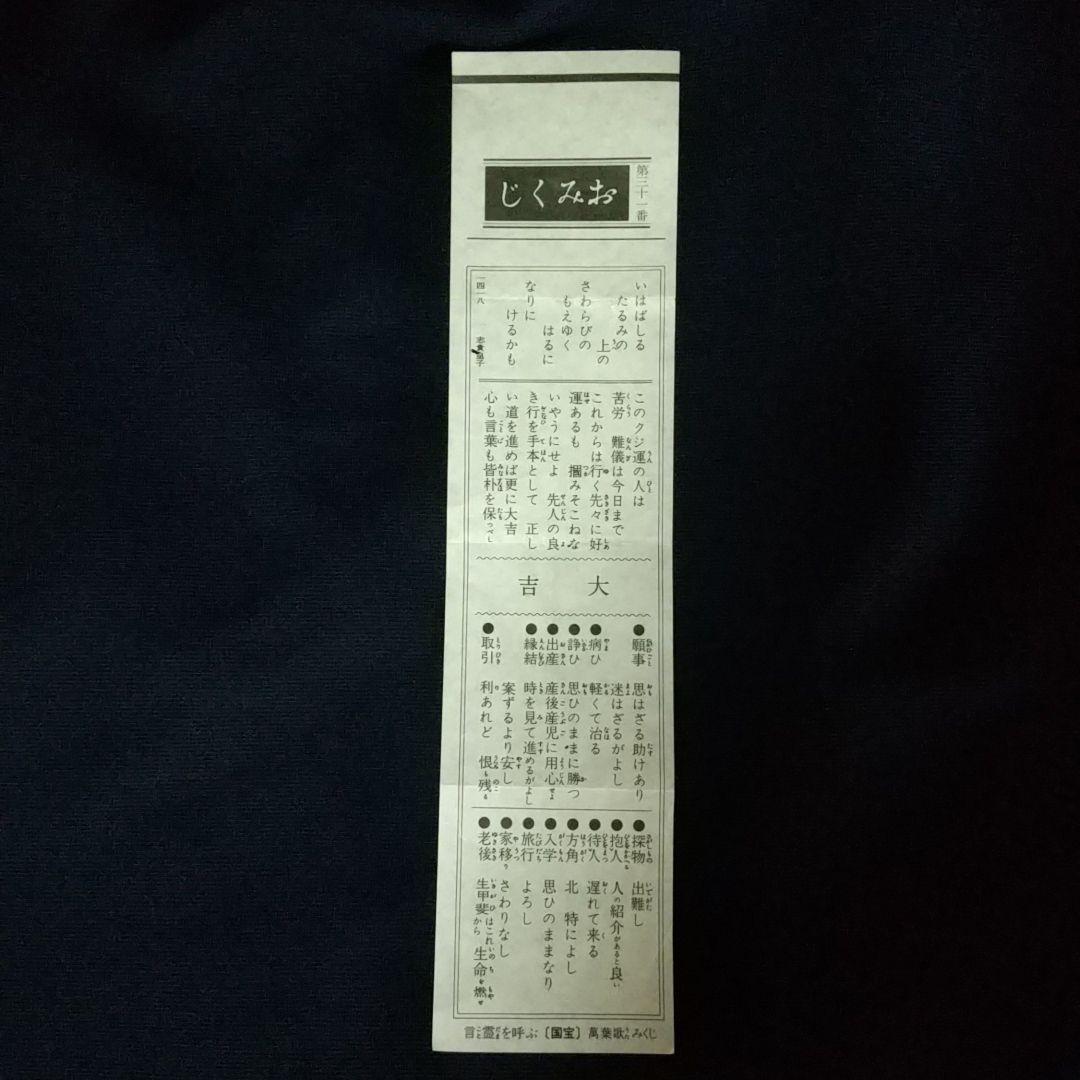 第三十一番
おみくじ
いはばしる
たるみの
上の
さわらびの
もえゆく
はるに
なりに
けるかも
一四一八 志貴皇子
このクジ運の人は
苦労 難儀は今日まで
これからは行く先々に好
運あるも 摑みそこねな
いやうにせよ 先人の良
き行を手本として 正し
い道を進めば更に大吉
心も言葉も皆朴を保つべし
大吉
●願事 思はざる助けあり
迷はざるがよし
●病ひ 軽くて治る
●諍ひ 思ひのままに勝つ
●出産 産後産児に用心せよ
●縁結 時を見て進めるがよし
案ずるより安し
●取引 利あれど 恨も残る
●探物 出難し
●抱人 人の紹介があると良い
●待人 遅れて来る
●方角 北 特によし
●入学 思ひのままなり
●旅行 よろし
●家移り さわりなし
●老後 生甲斐はこれから 生命を燃せ
言霊を呼ぶ〔国宝〕萬葉歌みくじ